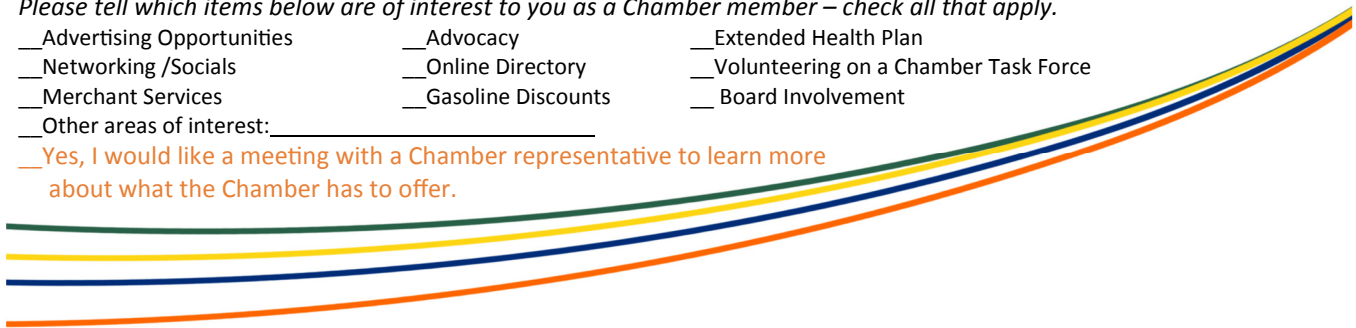 Please tell which items below are of interest to you as a Chamber member – check all that apply.
__Advertising Opportunities __Advocacy __Extended Health Plan
__Networking /Socials __Online Directory __Volunteering on a Chamber Task Force
__Merchant Services __Gasoline Discounts __ Board Involvement
__Other areas of interest:____________________________
__Yes, I would like a meeting with a Chamber representative to learn more
about what the Chamber has to offer.